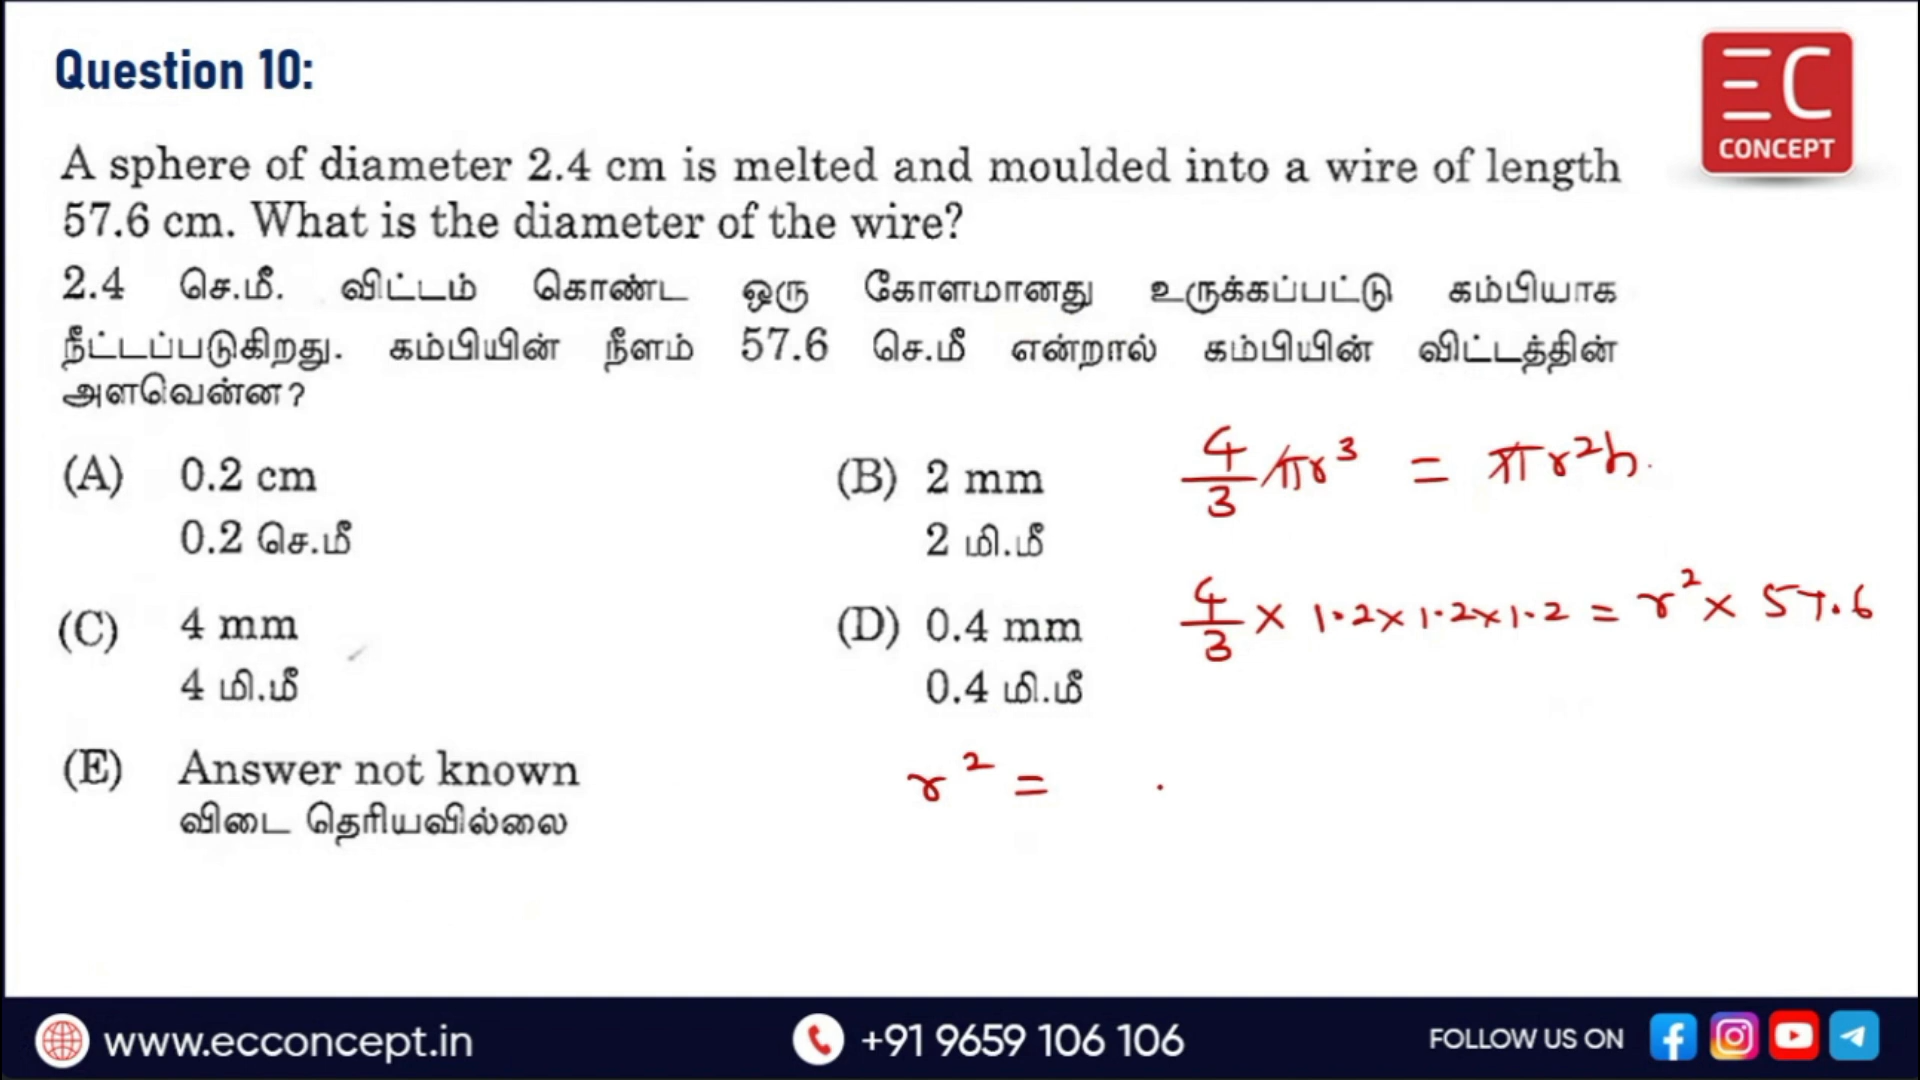 Question 10:
EC
CONCEPT
A sphere of diameter 2.4 cm is melted and moulded into a wire of length
57.6 cm. What is the diameter of the wire?
2.4 செ.மீ. விட்டம் கொண்ட ஒரு கோளமானது உருக்கப்பட்டு கம்பியாக
நீட்டப்படுகிறது. கம்பியின் நீளம் 57.6 செ.மீ என்றால் கம்பியின் விட்டத்தின்
அளவென்ன?
(A) 0.2 cm
0.2 செ.மீ
(B) 2 mm
2 மி.மீ
4/3 πr³ = πr²h
(C) 4 mm
4 மி.மீ
(D) 0.4 mm
0.4 மி.மீ
4/3 × 1.2×1.2×1.2 = r² × 57.6
(E) Answer not known
விடை தெரியவில்லை
r² =
www.ecconcept.in
+91 9659 106 106
FOLLOW US ON